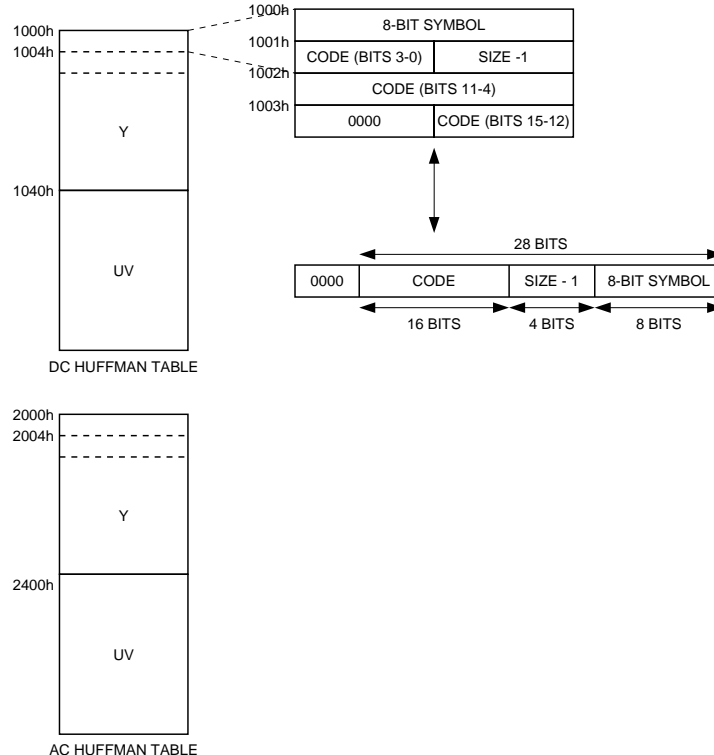 1000h
1004h
Y
1040h
UV
DC HUFFMAN TABLE
1000h
8-BIT SYMBOL
1001h
CODE (BITS 3-0) SIZE -1
1002h
CODE (BITS 11-4)
1003h
0000 CODE (BITS 15-12)
28 BITS
0000 CODE SIZE - 1 8-BIT SYMBOL
16 BITS 4 BITS 8 BITS
2000h
2004h
Y
2400h
UV
AC HUFFMAN TABLE